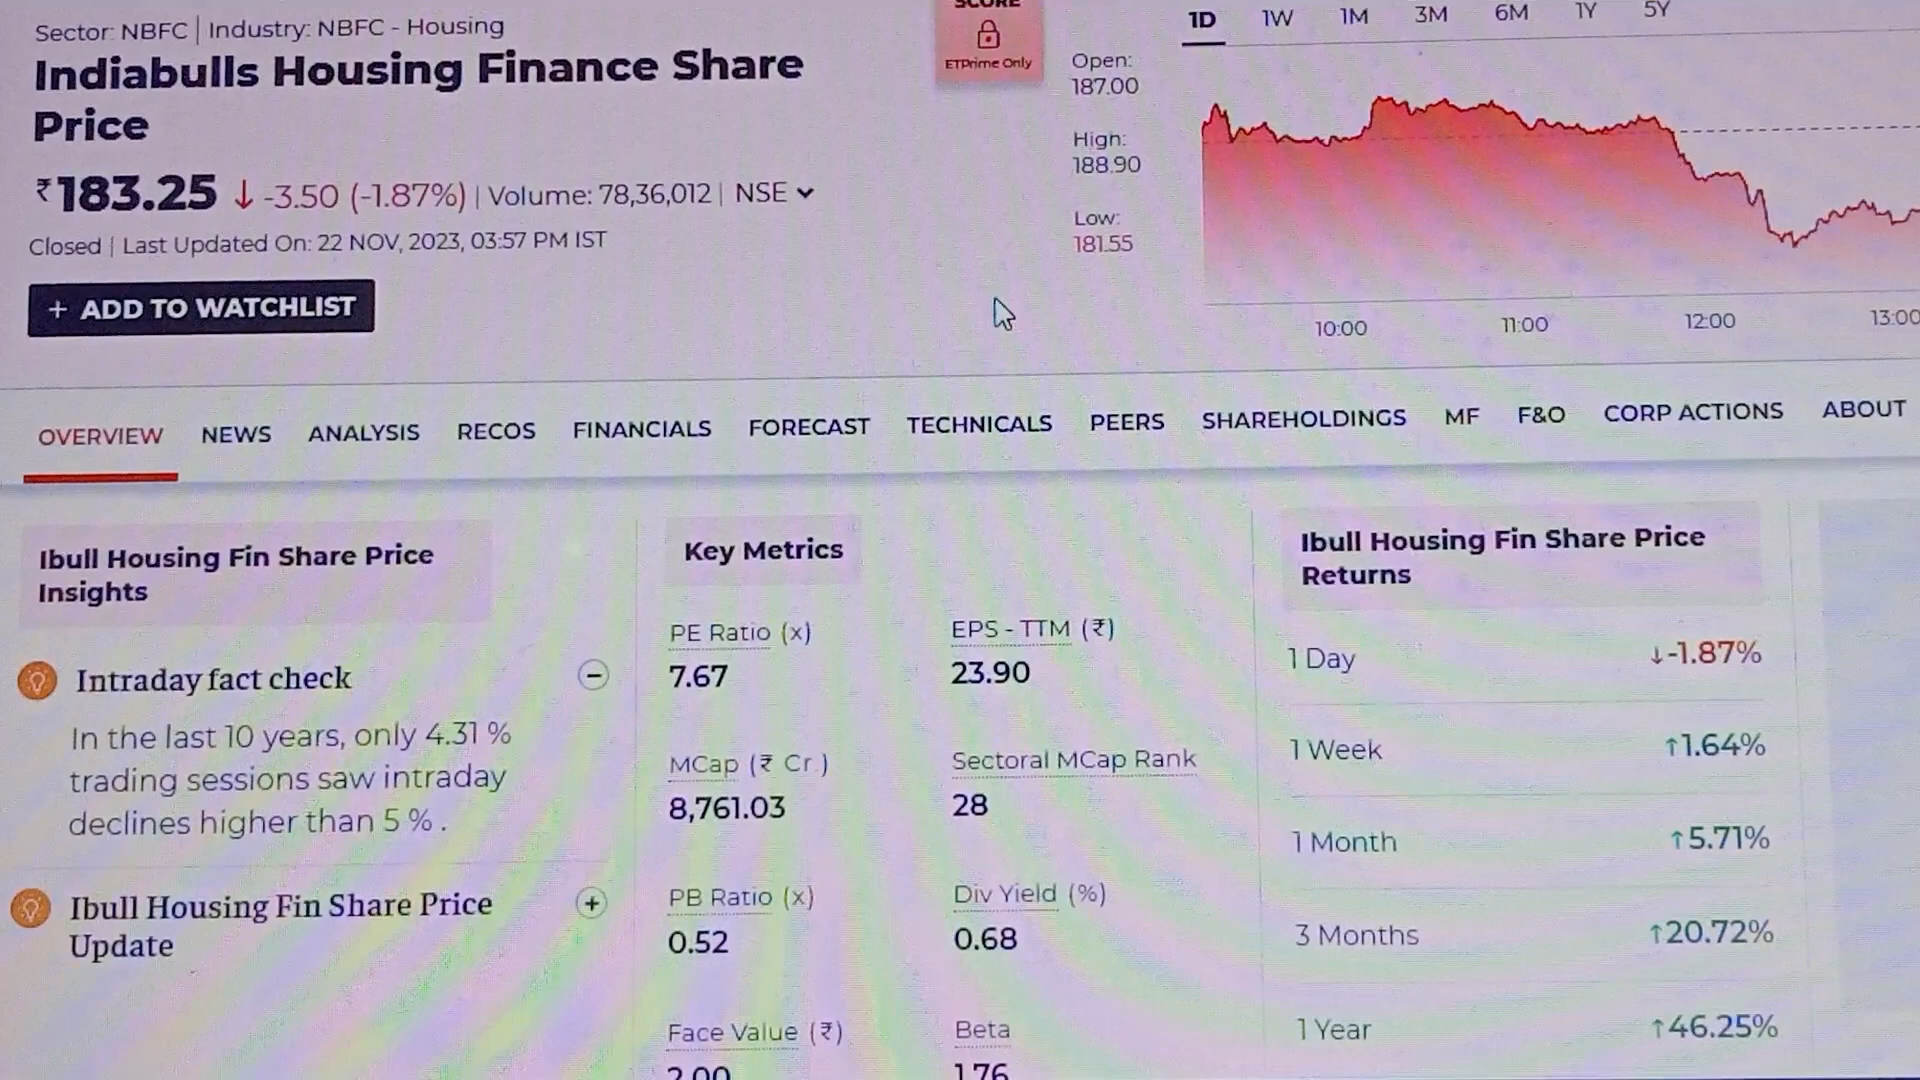 Sector: NBFC | Industry: NBFC - Housing
Indiabulls Housing Finance Share
Price
₹183.25 ↓ -3.50 (-1.87%) | Volume: 78,36,012 | NSE
Closed | Last Updated On: 22 NOV, 2023, 03:57 PM IST
+ ADD TO WATCHLIST
SCORE
ETPrime Only
1D 1W 1M 3M 6M 1Y 5Y
Open:
187.00
High:
188.90
Low:
181.55
10:00 11:00 12:00 13:00
OVERVIEW NEWS ANALYSIS RECOS FINANCIALS FORECAST TECHNICALS PEERS SHAREHOLDINGS MF F&O CORP ACTIONS ABOUT
Ibull Housing Fin Share Price
Insights
Intraday fact check
In the last 10 years, only 4.31 %
trading sessions saw intraday
declines higher than 5 % .
Ibull Housing Fin Share Price
Update
Key Metrics
PE Ratio (x)
7.67
EPS - TTM (₹)
23.90
MCap (₹ Cr.)
8,761.03
Sectoral MCap Rank
28
PB Ratio (x)
0.52
Div Yield (%)
0.68
Face Value (₹)
2.00
Beta
1.76
Ibull Housing Fin Share Price
Returns
1 Day ↓-1.87%
1 Week ↑1.64%
1 Month ↑5.71%
3 Months ↑20.72%
1 Year ↑46.25%